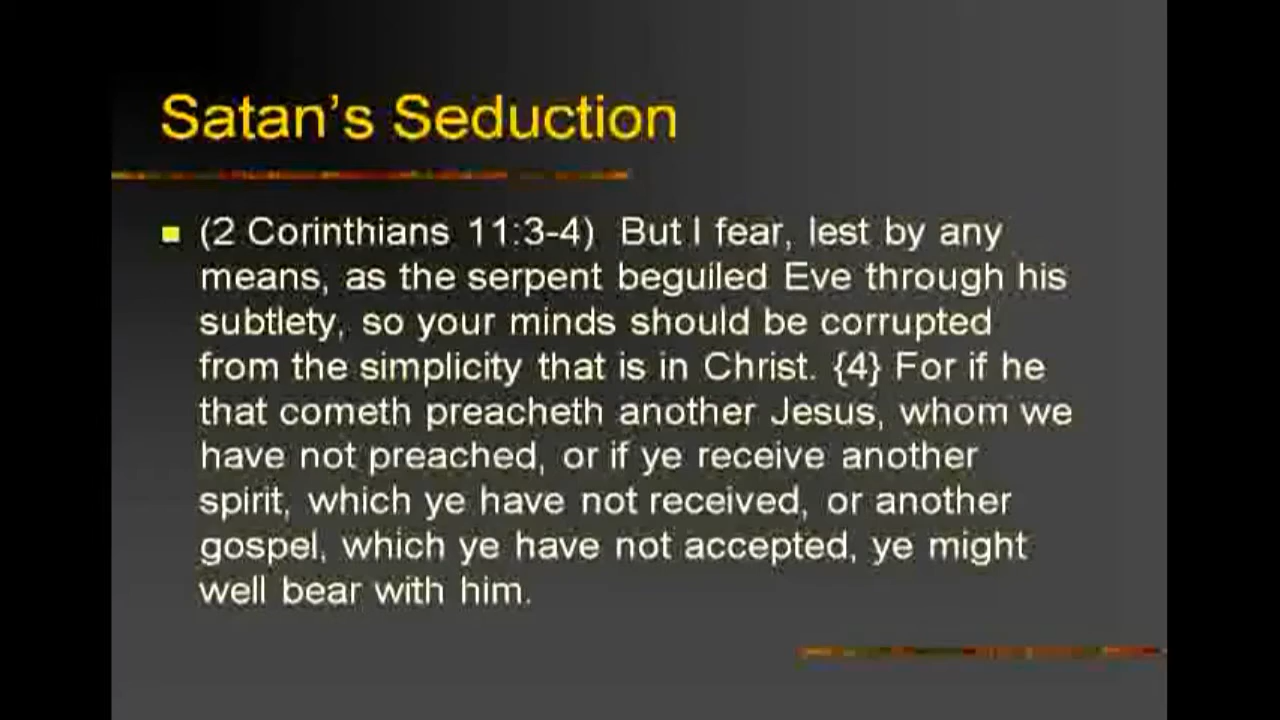 Satan's Seduction
(2 Corinthians 11:3-4) But I fear, lest by any
means, as the serpent beguiled Eve through his
subtlety, so your minds should be corrupted
from the simplicity that is in Christ. {4} For if he
that cometh preacheth another Jesus, whom we
have not preached, or if ye receive another
spirit, which ye have not received, or another
gospel, which ye have not accepted, ye might
well bear with him.